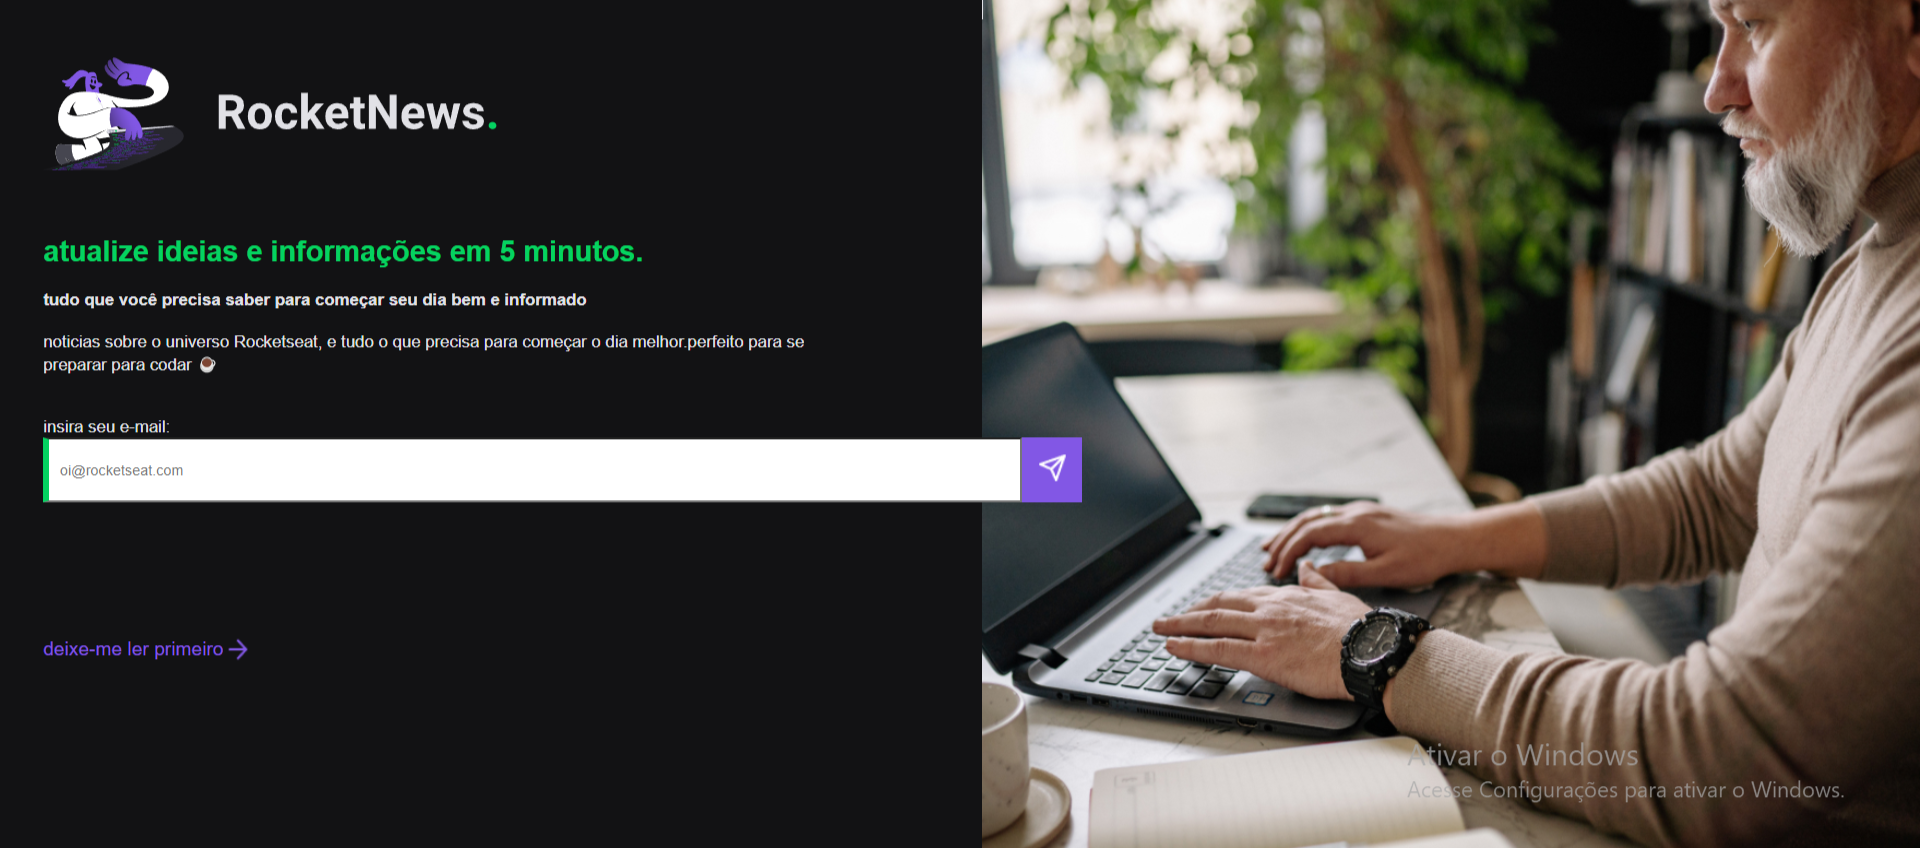 RocketNews.
atualize ideias e informações em 5 minutos.
tudo que você precisa saber para começar seu dia bem e informado
noticias sobre o universo Rocketseat, e tudo o que precisa para começar o dia melhor.perfeito para se
preparar para codar ☕
insira seu e-mail:
oi@rocketseat.com
deixe-me ler primeiro
Ativar o Windows
Acesse Configurações para ativar o Windows.